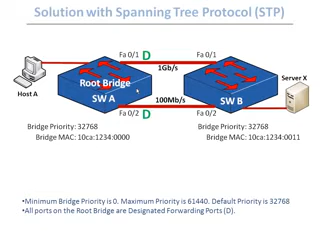 Solution with Spanning Tree Protocol (STP)
Fa 0/1 D Fa 0/1
1Gb/s
Root Bridge
SW A
SW B
Host A
Server X
100Mb/s
Fa 0/2 D Fa 0/2
Bridge Priority: 32768
Bridge MAC: 10ca:1234:0000
Bridge Priority: 32768
Bridge MAC: 10ca:1234:0011
•Minimum Bridge Priority is 0. Maximum Priority is 61440. Default Priority is 32768
•All ports on the Root Bridge are Designated Forwarding Ports (D).